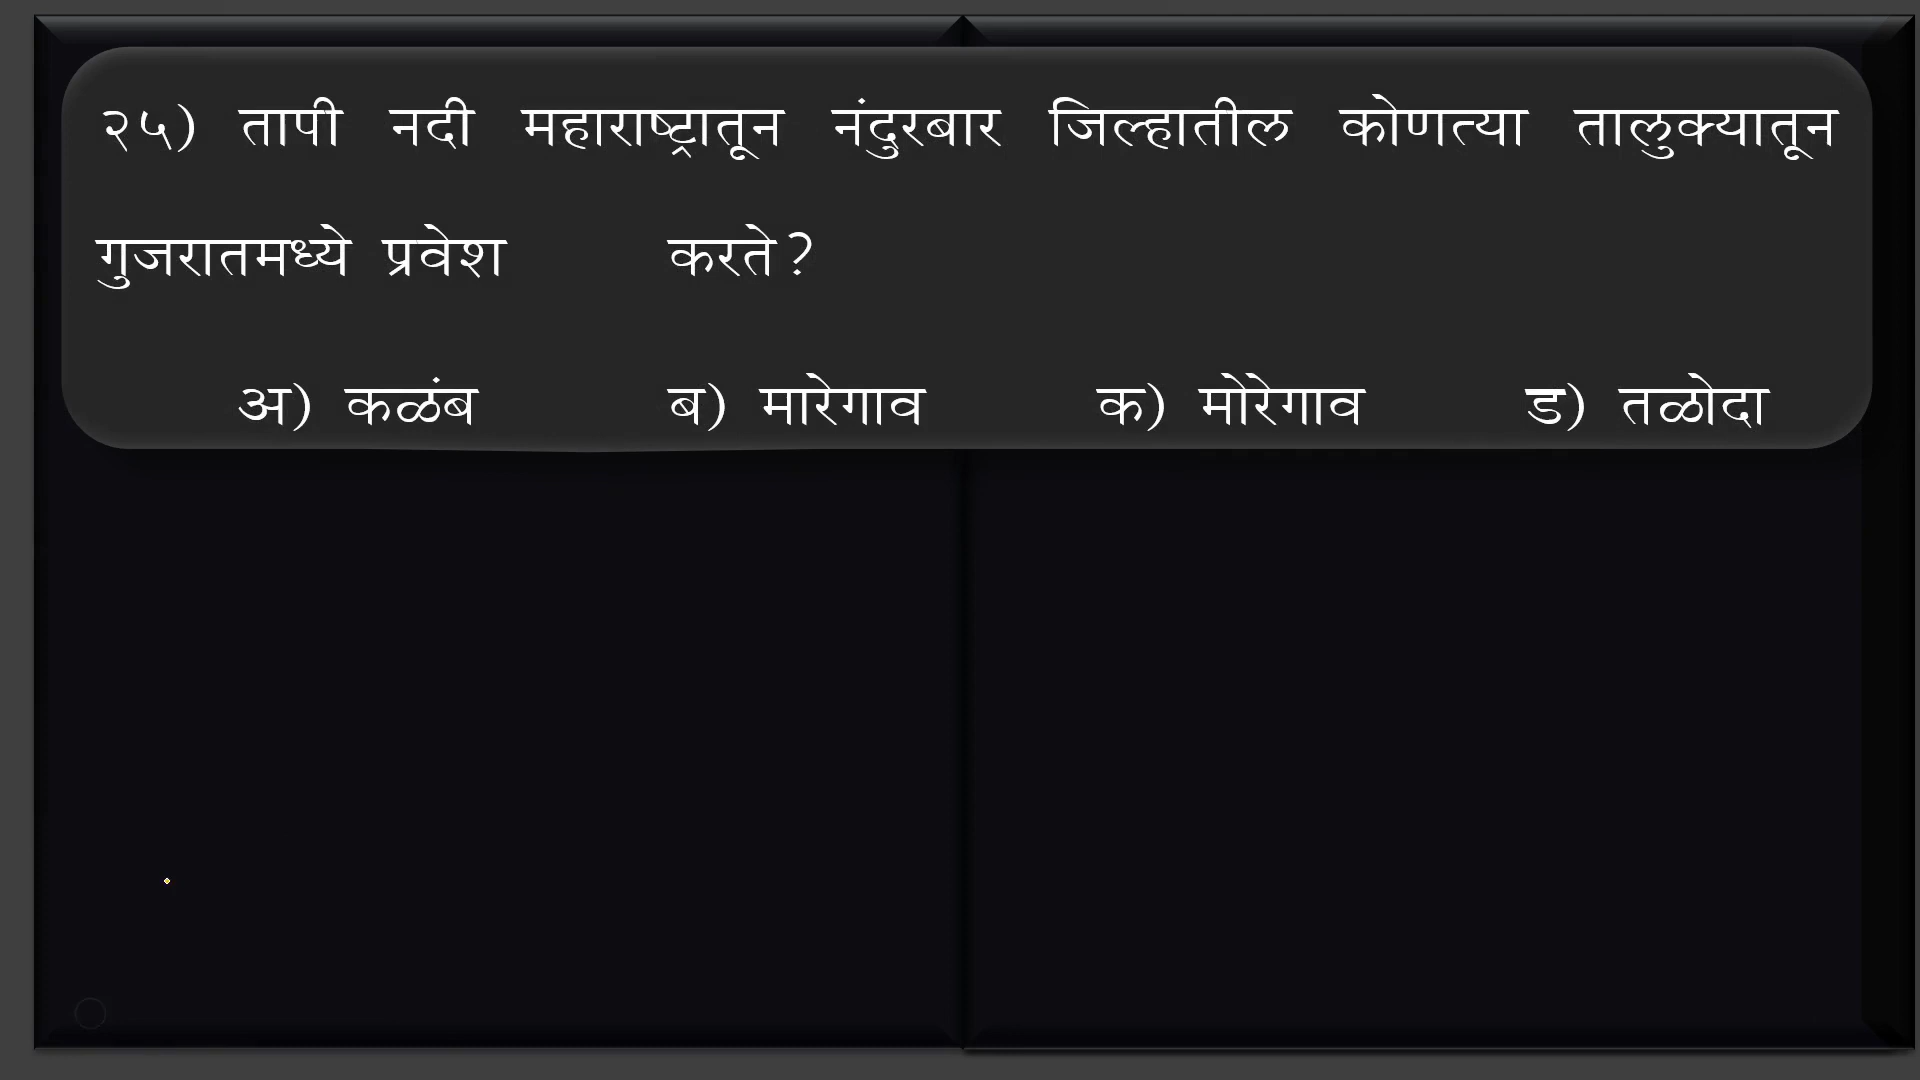 २५) तापी नदी महाराष्ट्रातून नंदुरबार जिल्हातील कोणत्या तालुक्यातून
गुजरातमध्ये प्रवेश करते?
अ) कळंब ब) मारेगाव क) मोरेगाव ड) तळोदा